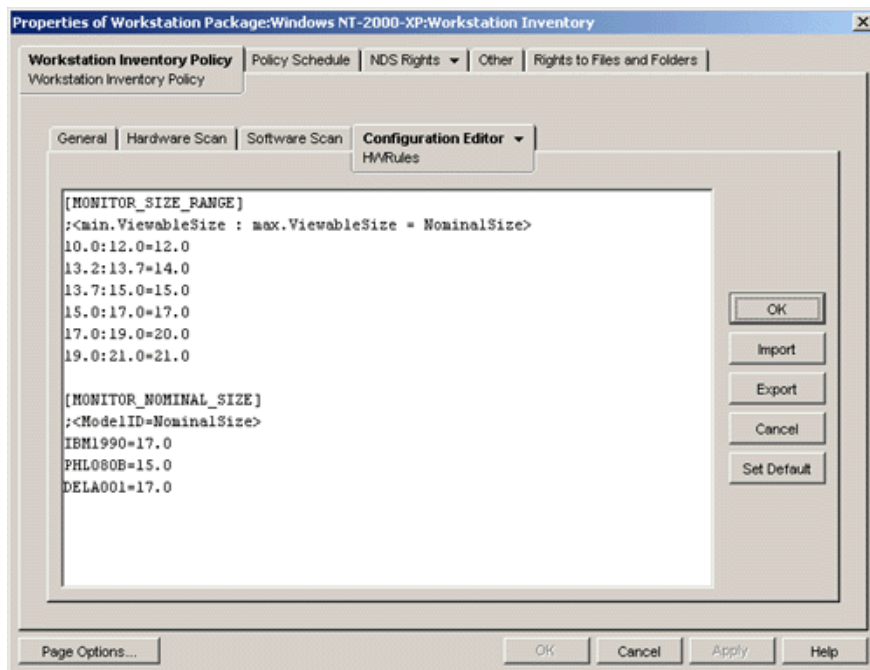 Properties of Workstation Package:Windows NT-2000-XP:Workstation Inventory
Workstation Inventory Policy Policy Schedule NDS Rights Other Rights to Files and Folders
Workstation Inventory Policy
General Hardware Scan Software Scan Configuration Editor
HWRules
[MONITOR_SIZE_RANGE]
;<min.ViewableSize : max.ViewableSize = NominalSize>
10.0:12.0=12.0
13.2:13.7=14.0
13.7:15.0=15.0
15.0:17.0=17.0
17.0:19.0=20.0
19.0:21.0=21.0
[MONITOR_NOMINAL_SIZE]
;<ModelID=NominalSize>
IBM1990=17.0
PHL080B=15.0
DELA001=17.0
OK
Import
Export
Cancel
Set Default
Page Options... OK Cancel Apply Help